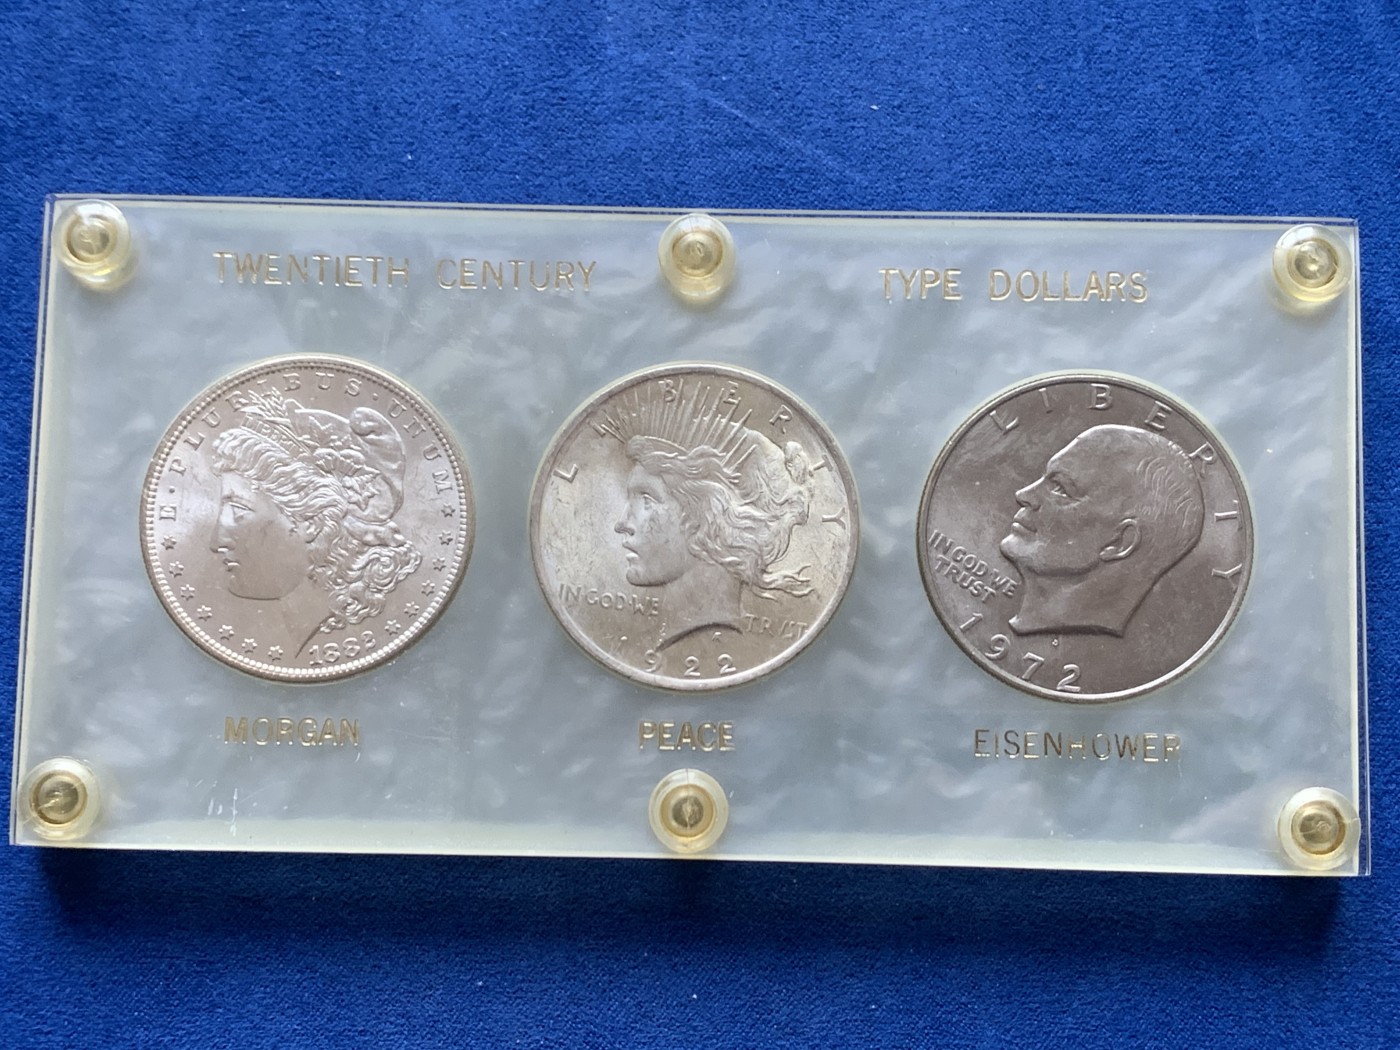 TWENTIETH CENTURY TYPE DOLLARS
E·PLURIBUS·UNUM
1882
LIBERTY
IN GOD·WE TRVST
1922
LIBERTY
IN GOD WE
TRUST
D
1972
MORGAN PEACE EISENHOWER